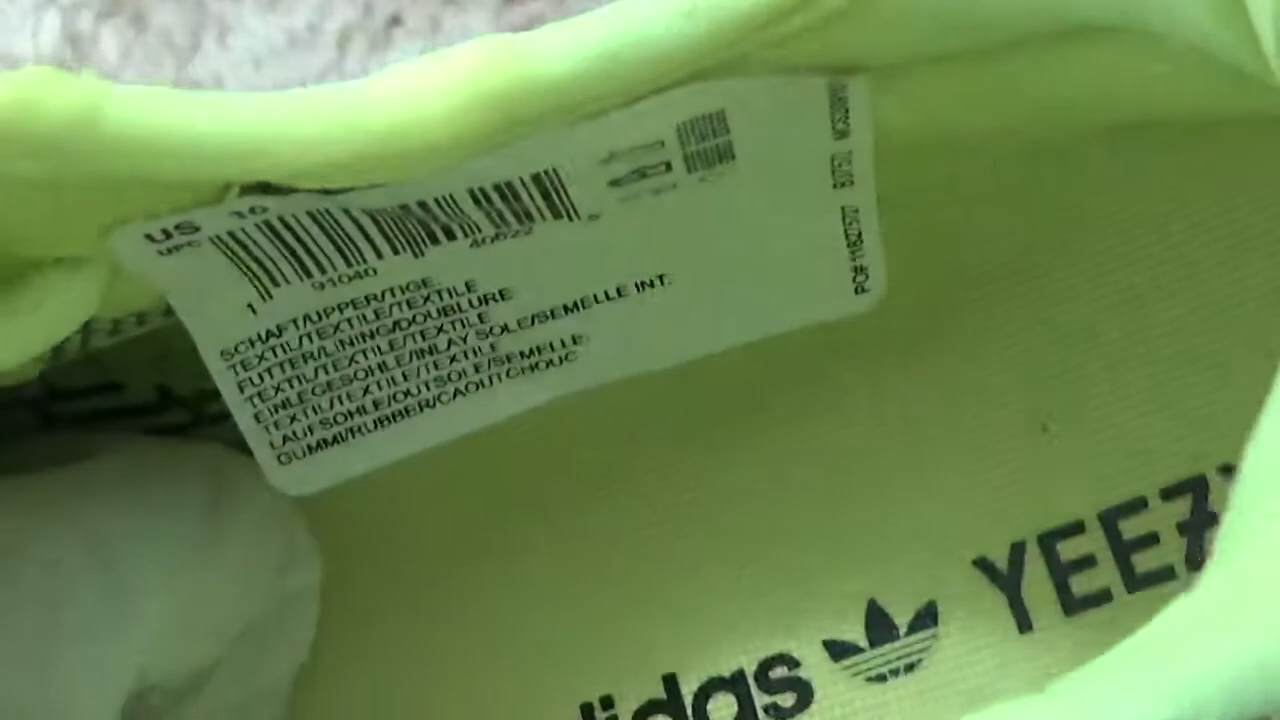 US 10
UPC
1 91040 40622
SCHAFT/UPPER/TIGE
TEXTIL/TEXTILE/TEXTILE
FUTTER/LINING/DOUBLURE
TEXTIL/TEXTILE/TEXTILE
EINLEGESOHLE/INLAY SOLE/SEMELLE INT.
TEXTIL/TEXTILE/TEXTILE
LAUFSOHLE/OUTSOLE/SEMELLE
GUMMI/RUBBER/CAOUTCHOUC
YEEZY
adidas